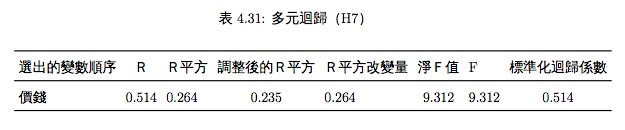 表 4.31: 多元迴歸（H7）
選出的變數順序 R R平方 調整後的R平方 R平方改變量 淨F值 F 標準化迴歸係數
價錢 0.514 0.264 0.235 0.264 9.312 9.312 0.514